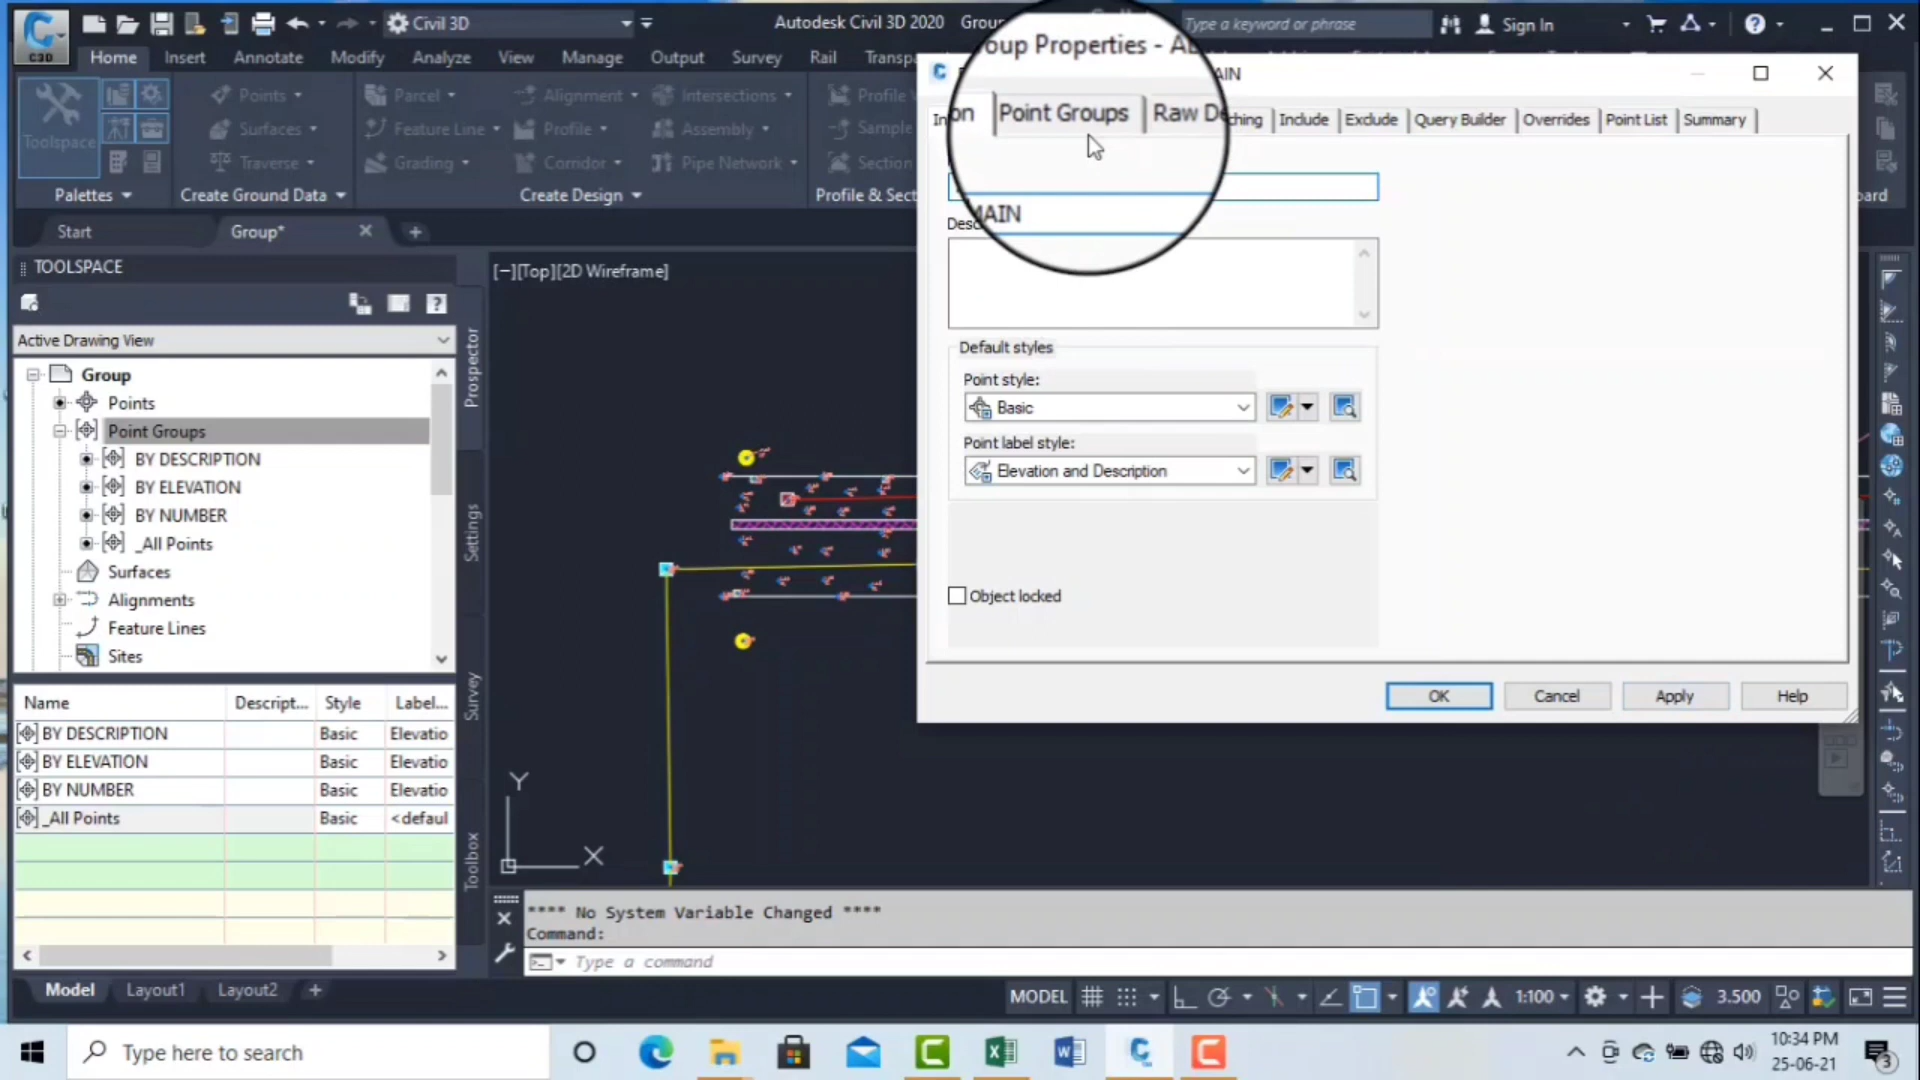 C3D
Civil 3D
Autodesk Civil 3D 2020
Type a keyword or phrase
Sign In
Home Insert Annotate Modify Analyze View Manage Output Survey Rail
Toolspace
Points
Surfaces
Traverse
Parcel
Feature Line
Grading
Alignment
Profile
Corridor
Intersections
Assembly
Pipe Network
Profile
Sample
Section
Palettes
Create Ground Data
Create Design
Start
Group*
TOOLSPACE
Active Drawing View
Group
Points
Point Groups
BY DESCRIPTION
BY ELEVATION
BY NUMBER
_All Points
Surfaces
Alignments
Feature Lines
Sites
Prospector
Settings
Survey
Toolbox
Name Descript... Style Label...
BY DESCRIPTION Basic Elevatio
BY ELEVATION Basic Elevatio
BY NUMBER Basic Elevatio
_All Points Basic <defaul
[−][Top][2D Wireframe]
Y
X
oup Properties -
Point Groups
Include Exclude Query Builder Overrides Point List Summary
MAIN
Default styles
Point style:
Basic
Point label style:
Elevation and Description
Object locked
OK Cancel Apply Help
**** No System Variable Changed ****
Command:
Type a command
Model Layout1 Layout2 +
MODEL
1:100
3.500
Type here to search
10:34 PM
25-06-21
3